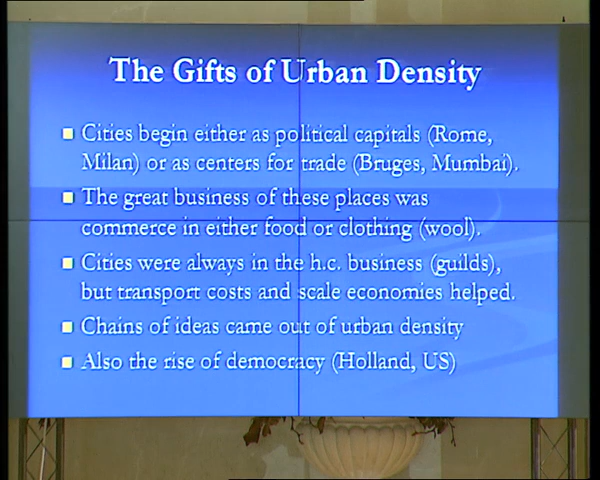 The Gifts of Urban Density
Cities begin either as political capitals (Rome,
Milan) or as centers for trade (Bruges, Mumbai).
The great business of these places was
commerce in either food or clothing (wool).
Cities were always in the h.c. business (guilds),
but transport costs and scale economies helped.
Chains of ideas came out of urban density
Also the rise of democracy (Holland, US)